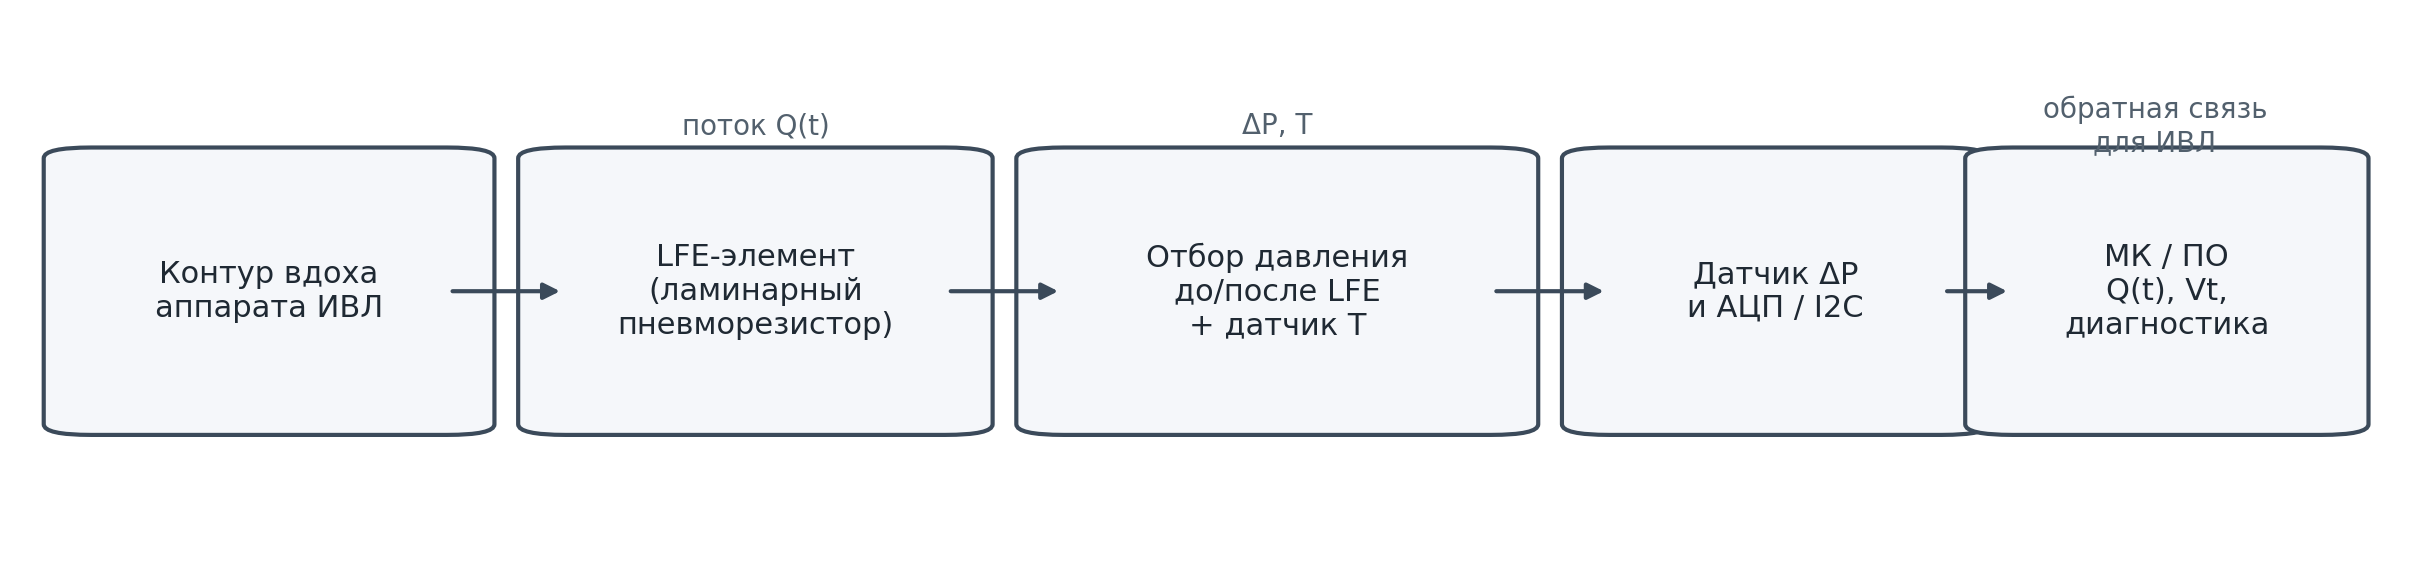 поток Q(t)
ΔP, T
обратная связь
для ИВЛ
Контур вдоха
аппарата ИВЛ
LFE-элемент
(ламинарный
пневморезистор)
Отбор давления
до/после LFE
+ датчик T
Датчик ΔP
и АЦП / I2C
МК / ПО
Q(t), Vt,
диагностика